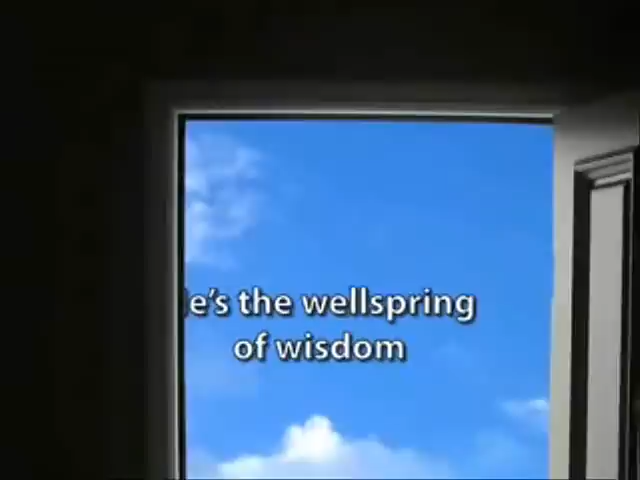 e's the wellspring
of wisdom